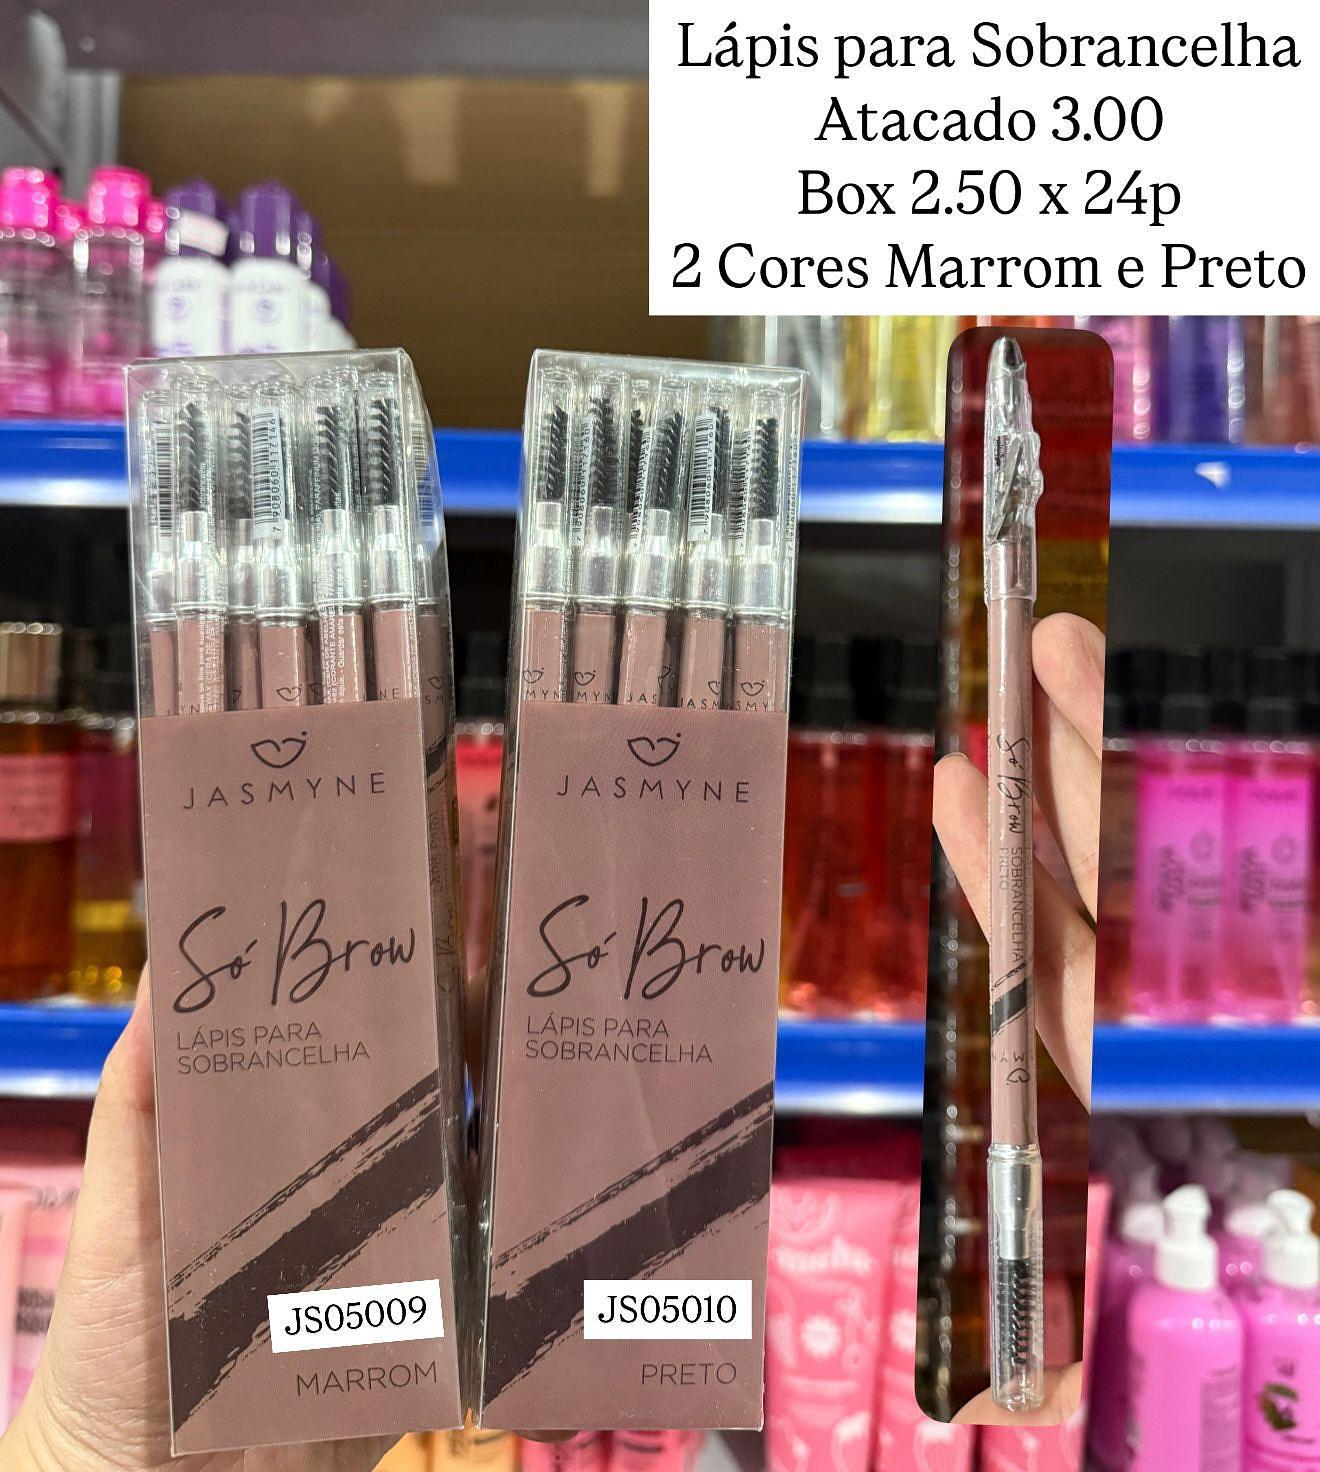 Lápis para Sobrancelha
Atacado 3.00
Box 2.50 x 24p
2 Cores Marrom e Preto
JASMYNE
Só Brow
LÁPIS PARA
SOBRANCELHA
JS05009
MARROM
JASMYNE
Só Brow
LÁPIS PARA
SOBRANCELHA
JS05010
PRETO
Só Brow
SOBRANCELHA
PRETO